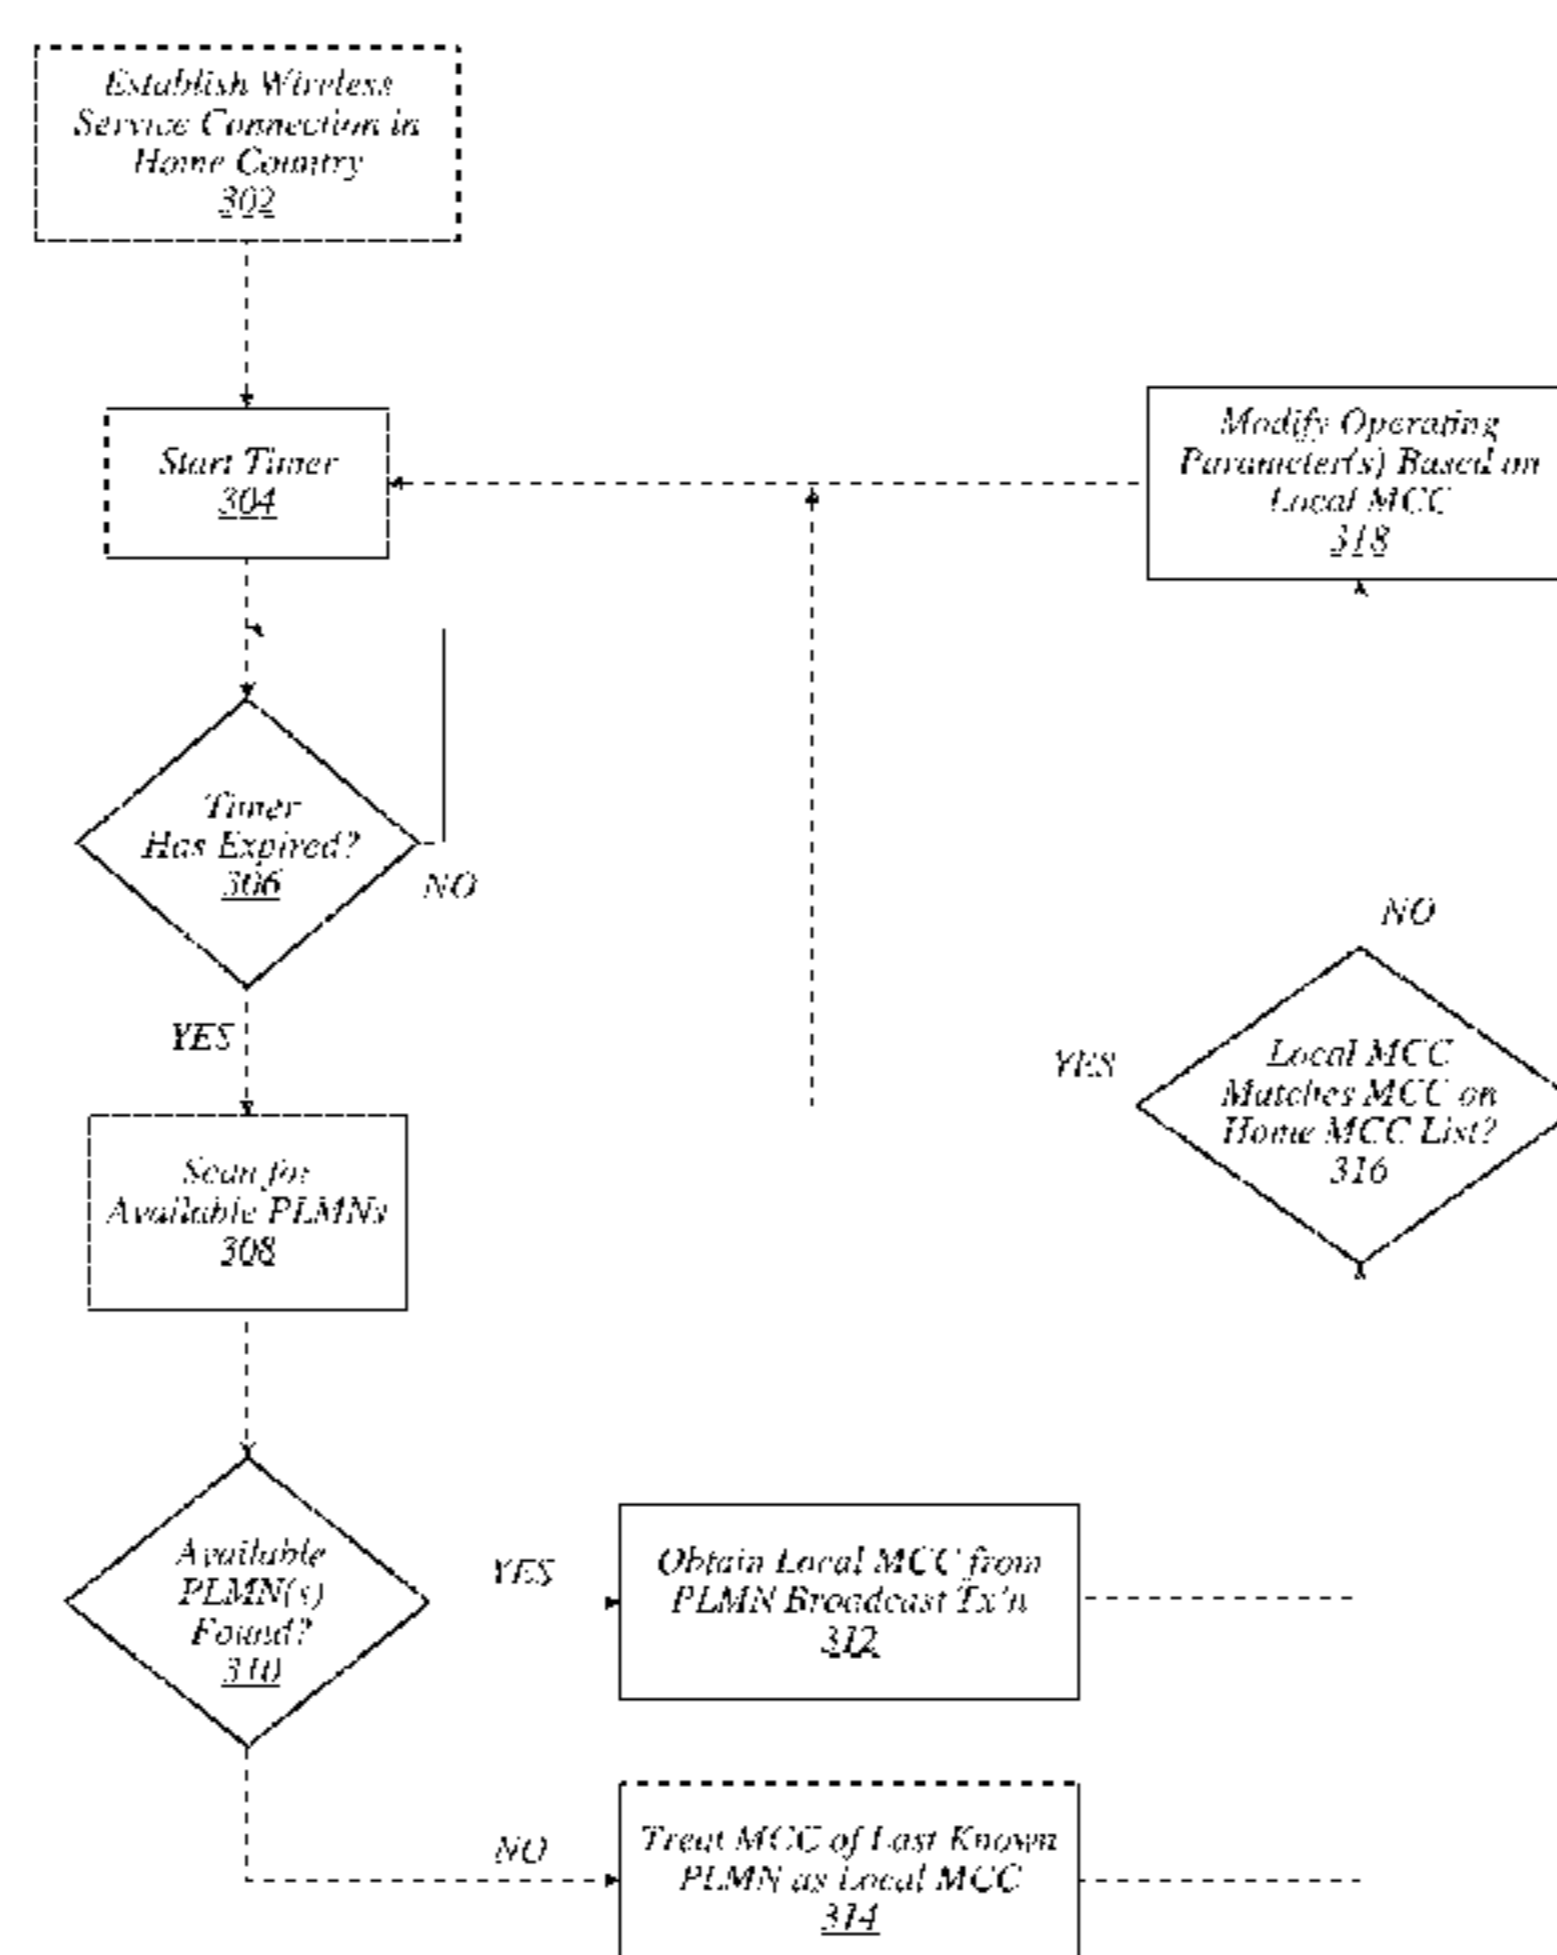 Establish Wireless
Service Connection in
Home Country
302
Start Timer
304
Modify Operating
Parameter(s) Based on
Local MCC
318
Timer
Has Expired?
306
NO
YES
NO
YES
Local MCC
Matches MCC on
Home MCC List?
316
Scan for
Available PLMNs
308
Available
PLMN(s)
Found?
310
YES
Obtain Local MCC from
PLMN Broadcast Tx'n
312
NO
Treat MCC of Last Known
PLMN as Local MCC
314